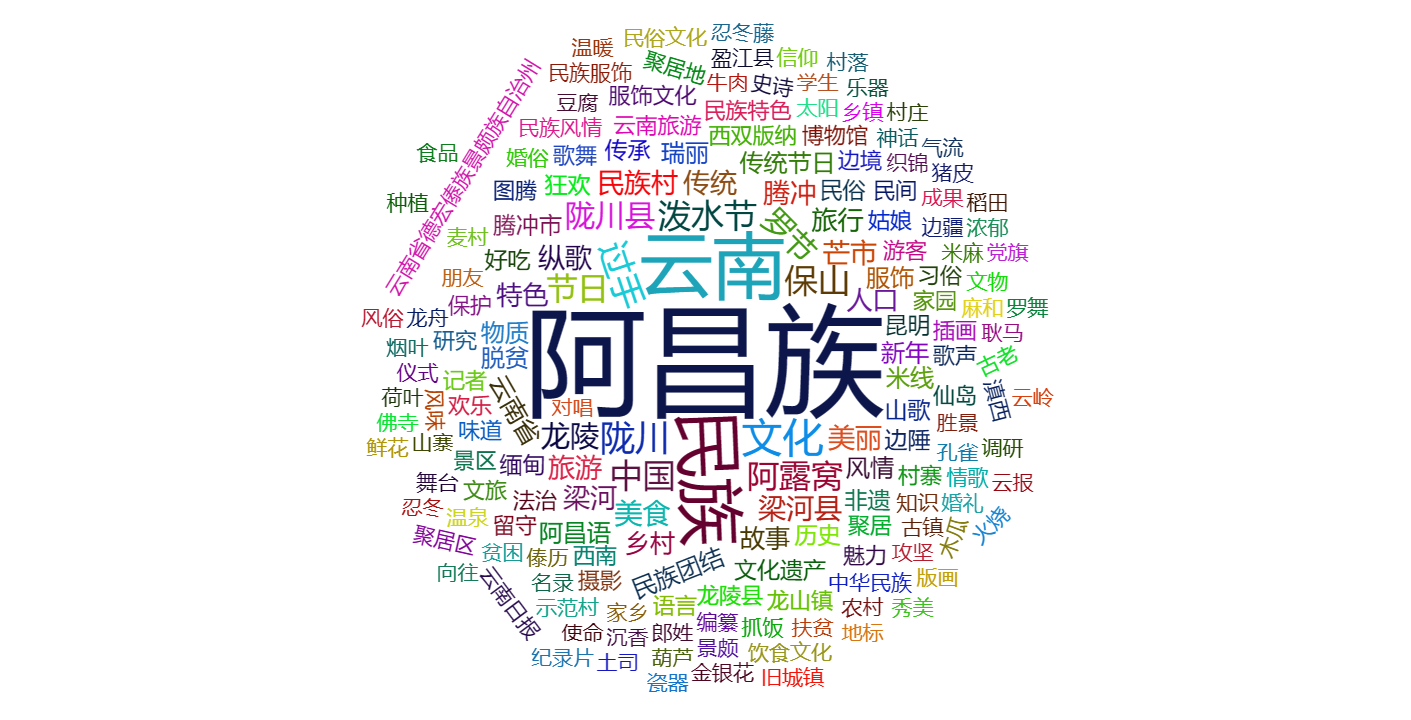 忍冬藤
民俗文化
温暖
盈江县
信仰
村落
聚居地
民族服饰
牛肉
史诗
学生
乐器
云南省德宏傣族景颇族自治州
豆腐
服饰文化
民族特色
太阳
乡镇
村庄
民族风情
云南旅游
西双版纳
博物馆
神话
气流
食品
婚俗
歌舞
传承
瑞丽
传统节日
边境
织锦
猪皮
种植
图腾
狂欢
民族村
传统
腾冲
民俗
民间
成果
稻田
麦村
腾冲市
陇川县
泼水节
罗节
旅行
姑娘
边疆
浓郁
好吃
纵歌
过手
云南
芒市
游客
米麻
党旗
朋友
保护
特色
节日
保山
服饰
习俗
文物
风俗
龙舟
人口
家园
麻和
罗舞
烟叶
研究
物质
阿昌族
昆明
插画
耿马
脱贫
新年
歌声
古老
仪式
记者
米线
仙岛
滇西
云岭
荷叶
风味
欢乐
云南省
对唱
山歌
胜景
佛寺
味道
龙陵
陇川
民族
文化
美丽
边陲
孔雀
调研
鲜花
山寨
景区
缅甸
旅游
中国
阿露窝
风情
村寨
情歌
云报
舞台
文旅
法治
梁河
美食
梁河县
非遗
知识
婚礼
忍冬
温泉
留守
阿昌语
乡村
故事
历史
聚居
古镇
木瓜
火烧
聚居区
贫困
傣历
西南
民族团结
文化遗产
魅力
攻坚
向往
云南日报
名录
摄影
中华民族
版画
示范村
家乡
语言
龙陵县
龙山镇
农村
秀美
使命
沉香
郎姓
编纂
抓饭
扶贫
地标
纪录片
土司
葫芦
景颇
饮食文化
瓷器
金银花
旧城镇